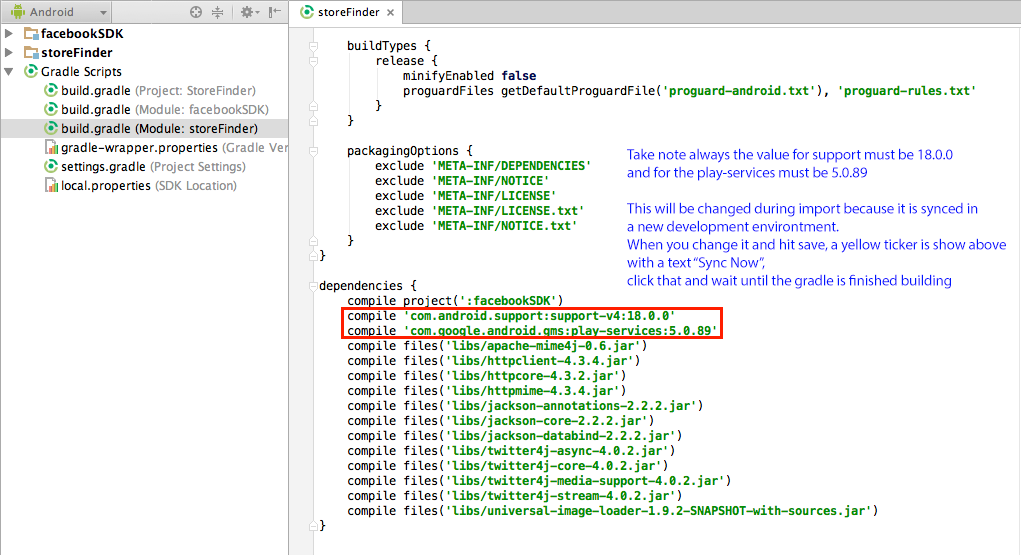 Android
storeFinder
facebookSDK
storeFinder
Gradle Scripts
build.gradle (Project: StoreFinder)
build.gradle (Module: facebookSDK)
build.gradle (Module: storeFinder)
gradle-wrapper.properties (Gradle Ver
settings.gradle (Project Settings)
local.properties (SDK Location)
buildTypes {
release {
minifyEnabled false
proguardFiles getDefaultProguardFile('proguard-android.txt'), 'proguard-rules.txt'
}
}
packagingOptions {
exclude 'META-INF/DEPENDENCIES'
exclude 'META-INF/NOTICE'
exclude 'META-INF/LICENSE'
exclude 'META-INF/LICENSE.txt'
exclude 'META-INF/NOTICE.txt'
}
}
Take note always the value for support must be 18.0.0
and for the play-services must be 5.0.89
This will be changed during import because it is synced in
a new development environtment.
When you change it and hit save, a yellow ticker is show above
with a text “Sync Now”,
click that and wait until the gradle is finished building
dependencies {
compile project(':facebookSDK')
compile 'com.android.support:support-v4:18.0.0'
compile 'com.google.android.gms:play-services:5.0.89'
compile files('libs/apache-mime4j-0.6.jar')
compile files('libs/httpclient-4.3.4.jar')
compile files('libs/httpcore-4.3.2.jar')
compile files('libs/httpmime-4.3.4.jar')
compile files('libs/jackson-annotations-2.2.2.jar')
compile files('libs/jackson-core-2.2.2.jar')
compile files('libs/jackson-databind-2.2.2.jar')
compile files('libs/twitter4j-async-4.0.2.jar')
compile files('libs/twitter4j-core-4.0.2.jar')
compile files('libs/twitter4j-media-support-4.0.2.jar')
compile files('libs/twitter4j-stream-4.0.2.jar')
compile files('libs/universal-image-loader-1.9.2-SNAPSHOT-with-sources.jar')
}